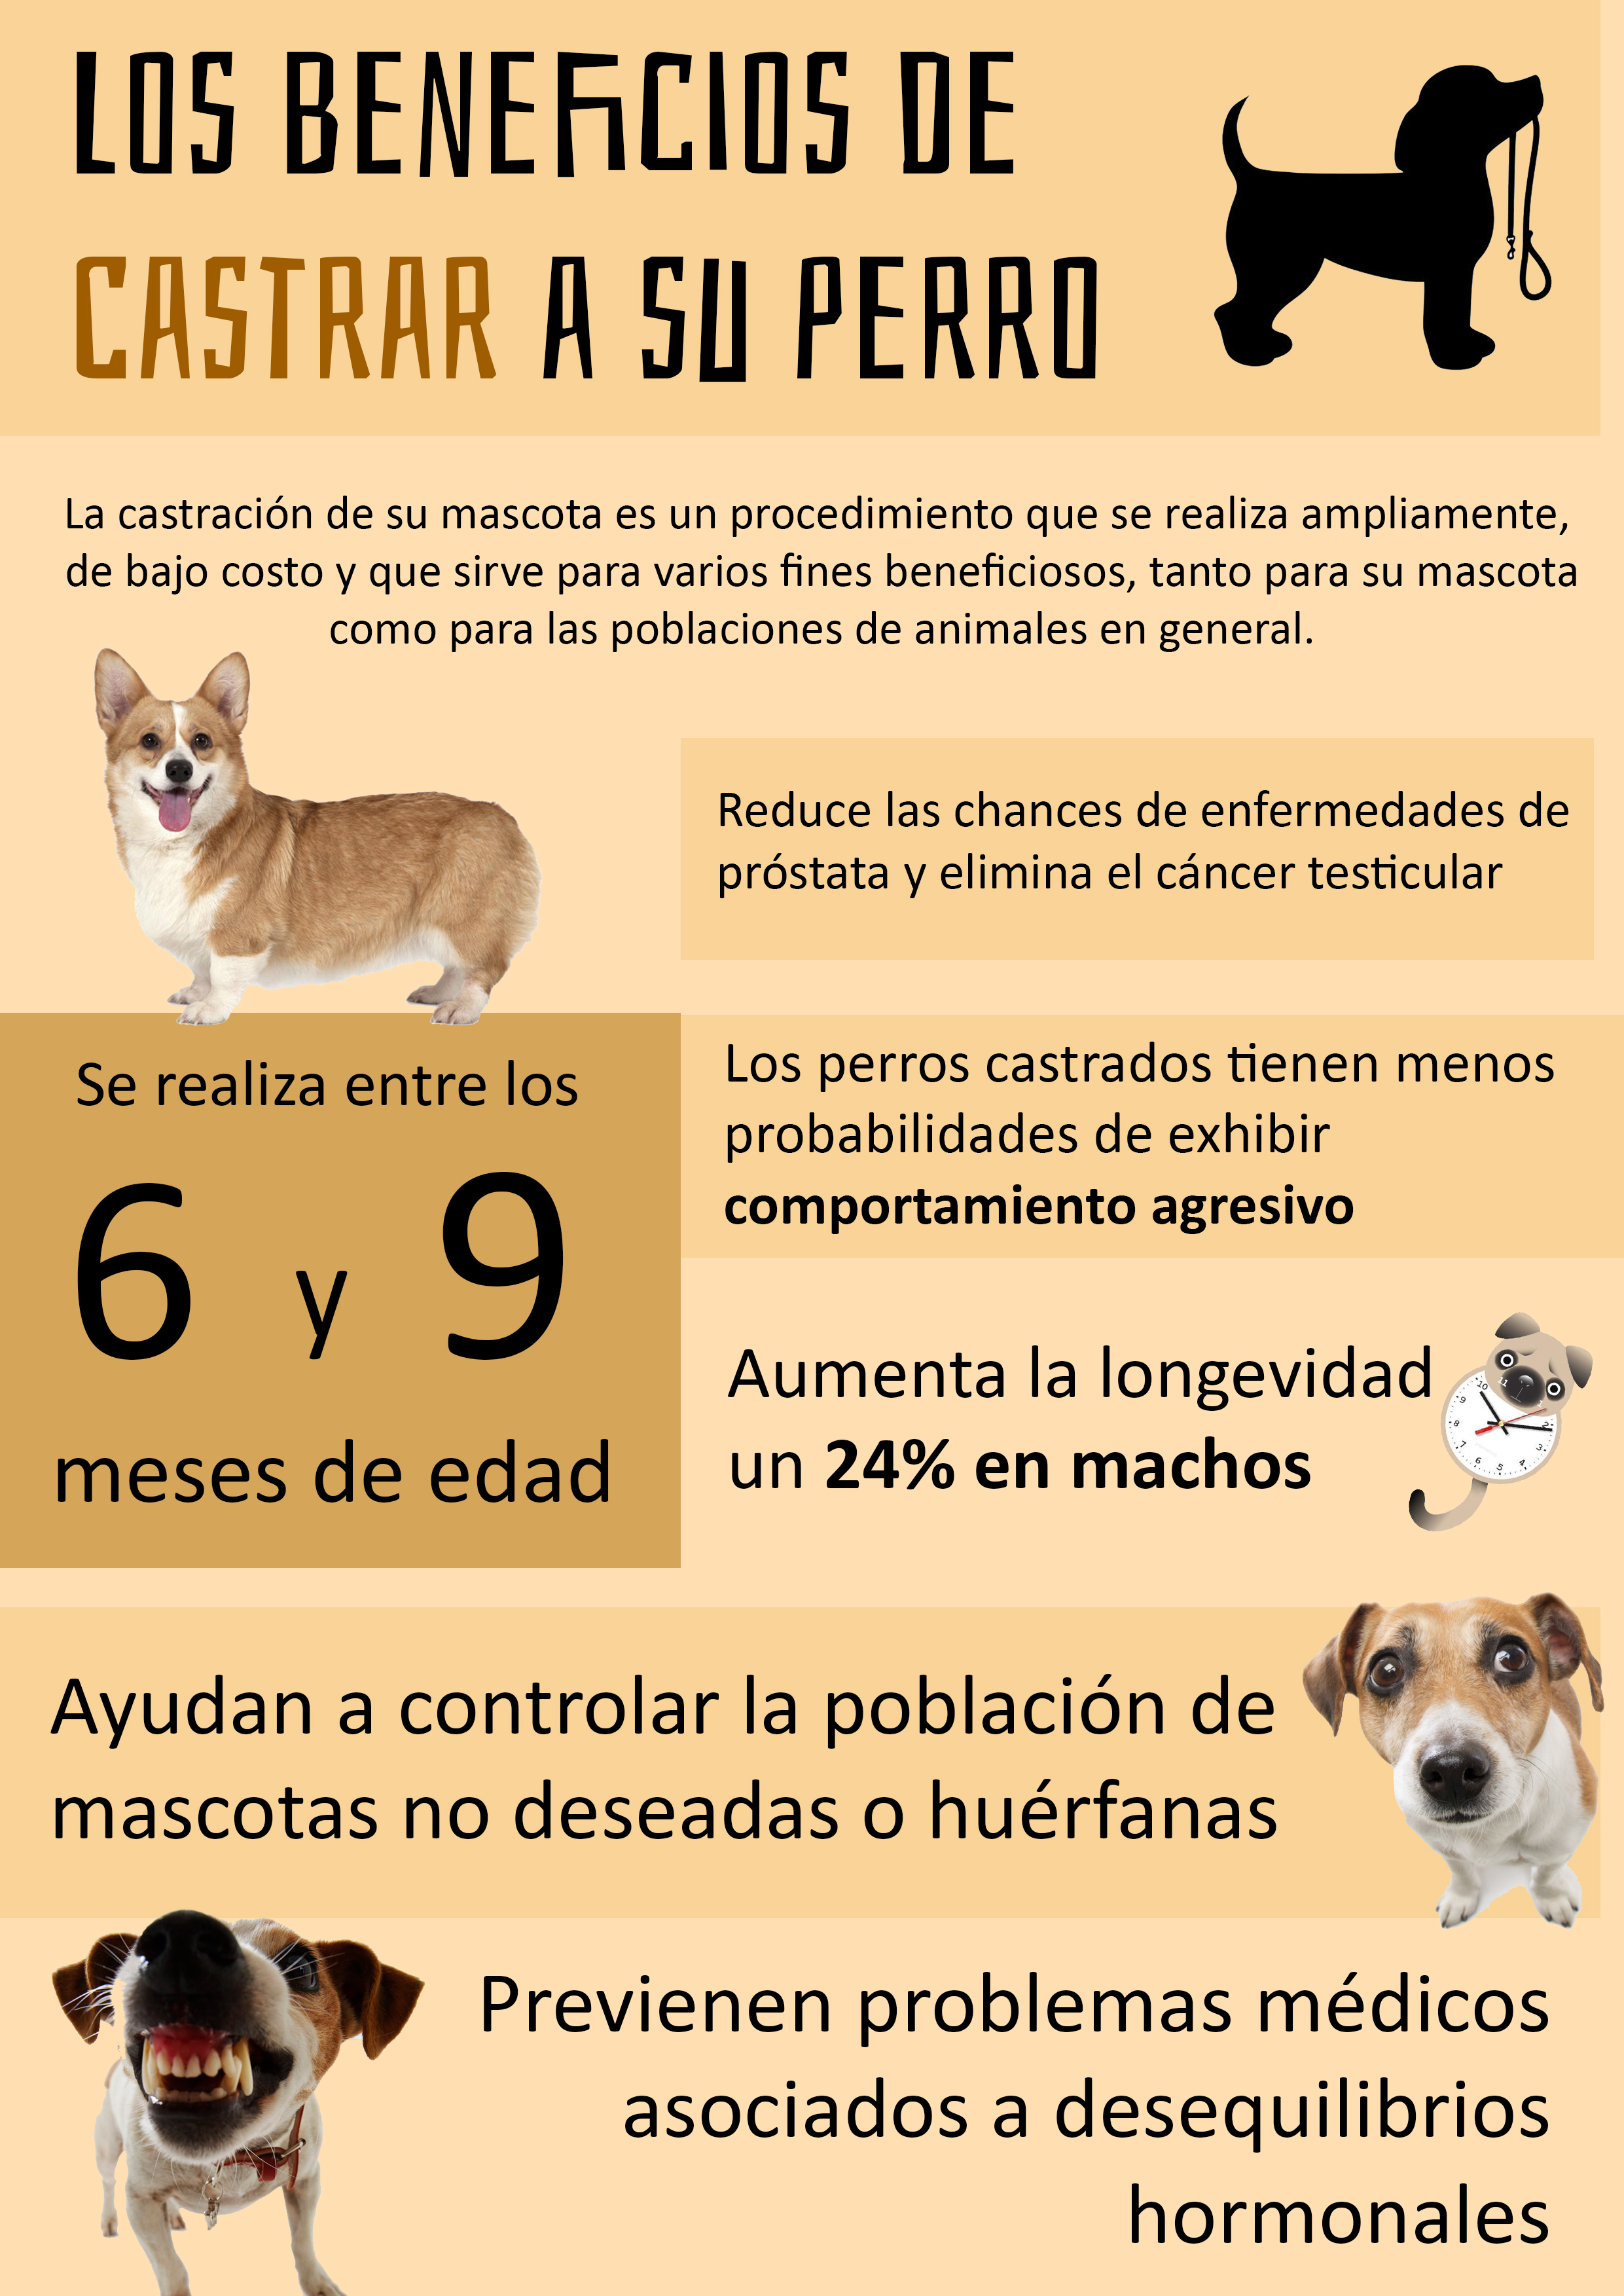 LOS BENEFICIOS DE
CASTRAR A SU PERRO
La castración de su mascota es un procedimiento que se realiza ampliamente,
de bajo costo y que sirve para varios fines beneficiosos, tanto para su mascota
como para las poblaciones de animales en general.
Reduce las chances de enfermedades de
próstata y elimina el cáncer testicular
Se realiza entre los
6 y 9
meses de edad
Los perros castrados tienen menos
probabilidades de exhibir
comportamiento agresivo
Aumenta la longevidad
un 24% en machos
Ayudan a controlar la población de
mascotas no deseadas o huérfanas
Previenen problemas médicos
asociados a desequilibrios
hormonales